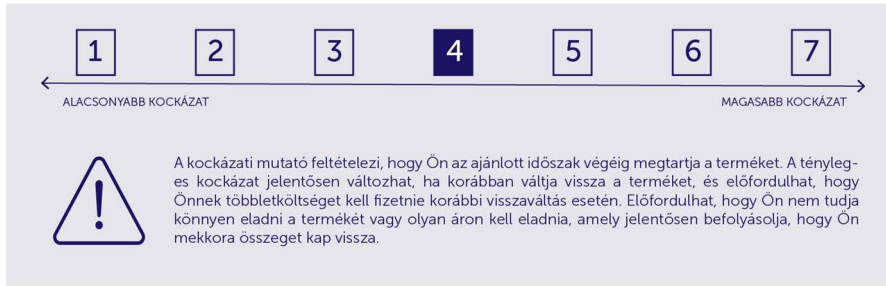 1 2 3 4 5 6 7
ALACSONYABB KOCKÁZAT MAGASABB KOCKÁZAT
A kockázati mutató feltételezi, hogy Ön az ajánlott időszak végéig megtartja a terméket. A tényleg-
es kockázat jelentősen változhat, ha korábban váltja vissza a terméket, és előfordulhat, hogy
Önnek többletköltséget kell fizetnie korábbi visszaváltás esetén. Előfordulhat, hogy Ön nem tudja
könnyen eladni a termékét vagy olyan áron kell eladnia, amely jelentősen befolyásolja, hogy Ön
mekkora összeget kap vissza.